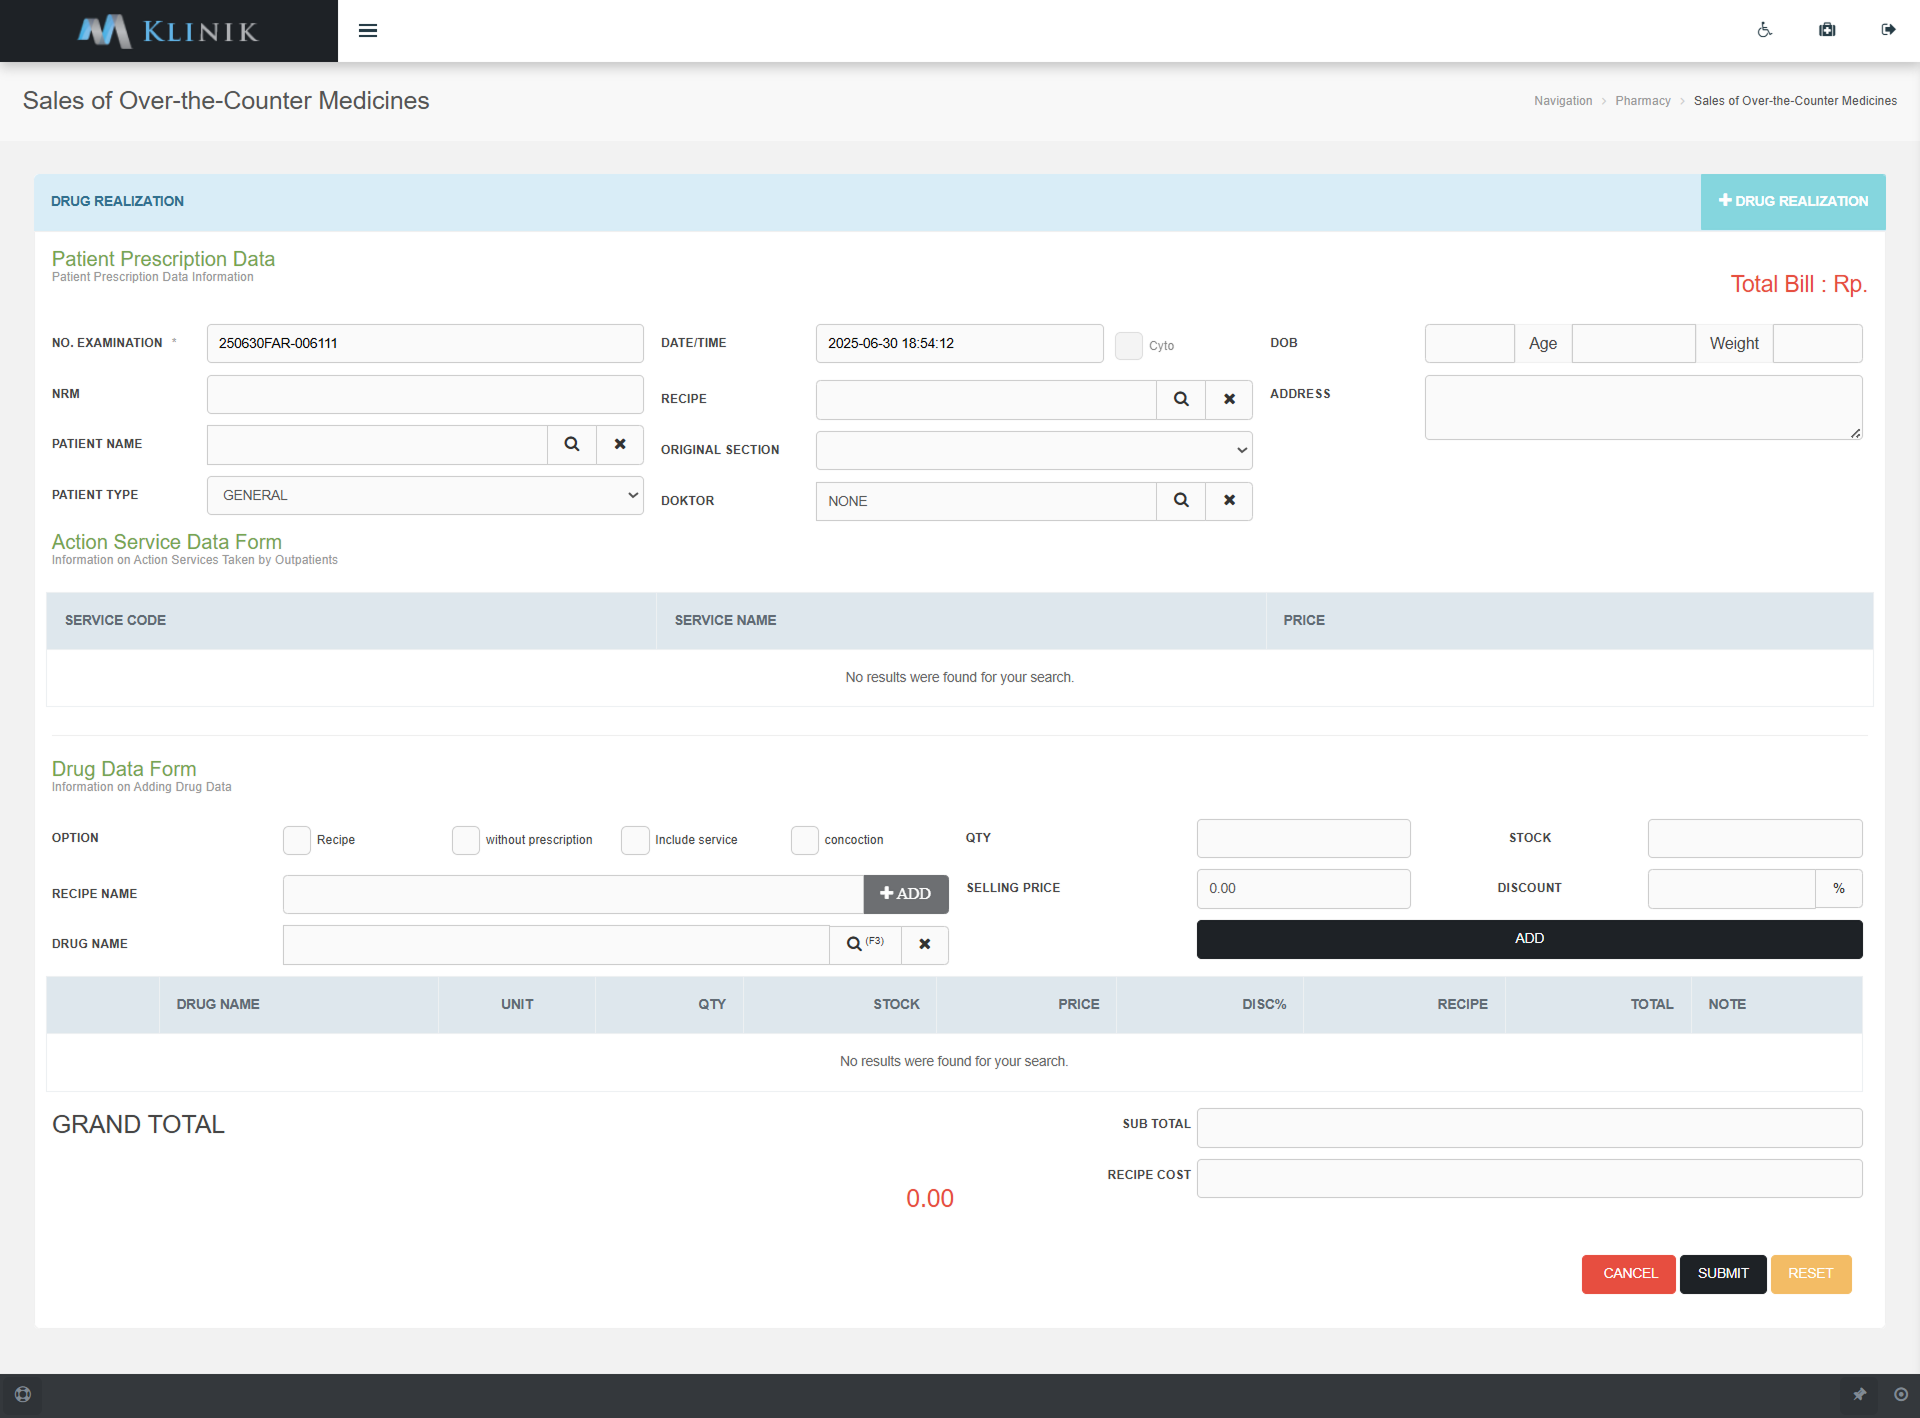 KLINIK
Sales of Over-the-Counter Medicines
Navigation > Pharmacy > Sales of Over-the-Counter Medicines
DRUG REALIZATION
DRUG REALIZATION
Patient Prescription Data
Patient Prescription Data Information
Total Bill : Rp.
NO. EXAMINATION *
250630FAR-006111
DATE/TIME
2025-06-30 18:54:12
Cyto
DOB
Age
Weight
NRM
RECIPE
ADDRESS
PATIENT NAME
ORIGINAL SECTION
PATIENT TYPE
GENERAL
DOKTOR
NONE
Action Service Data Form
Information on Action Services Taken by Outpatients
SERVICE CODE
SERVICE NAME
PRICE
No results were found for your search.
Drug Data Form
Information on Adding Drug Data
OPTION
Recipe
without prescription
Include service
concoction
QTY
STOCK
RECIPE NAME
ADD
SELLING PRICE
0.00
DISCOUNT
%
DRUG NAME
(F3)
ADD
DRUG NAME
UNIT
QTY
STOCK
PRICE
DISC%
RECIPE
TOTAL
NOTE
No results were found for your search.
GRAND TOTAL
SUB TOTAL
RECIPE COST
0.00
CANCEL
SUBMIT
RESET